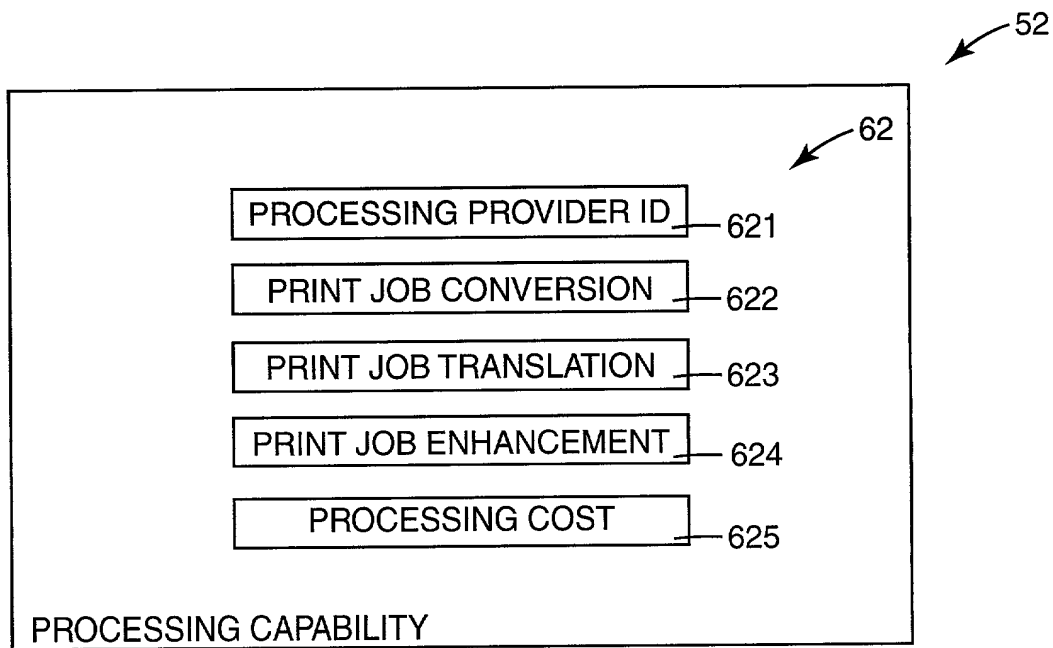 52
62
PROCESSING PROVIDER ID
621
PRINT JOB CONVERSION
622
PRINT JOB TRANSLATION
623
PRINT JOB ENHANCEMENT
624
PROCESSING COST
625
PROCESSING CAPABILITY